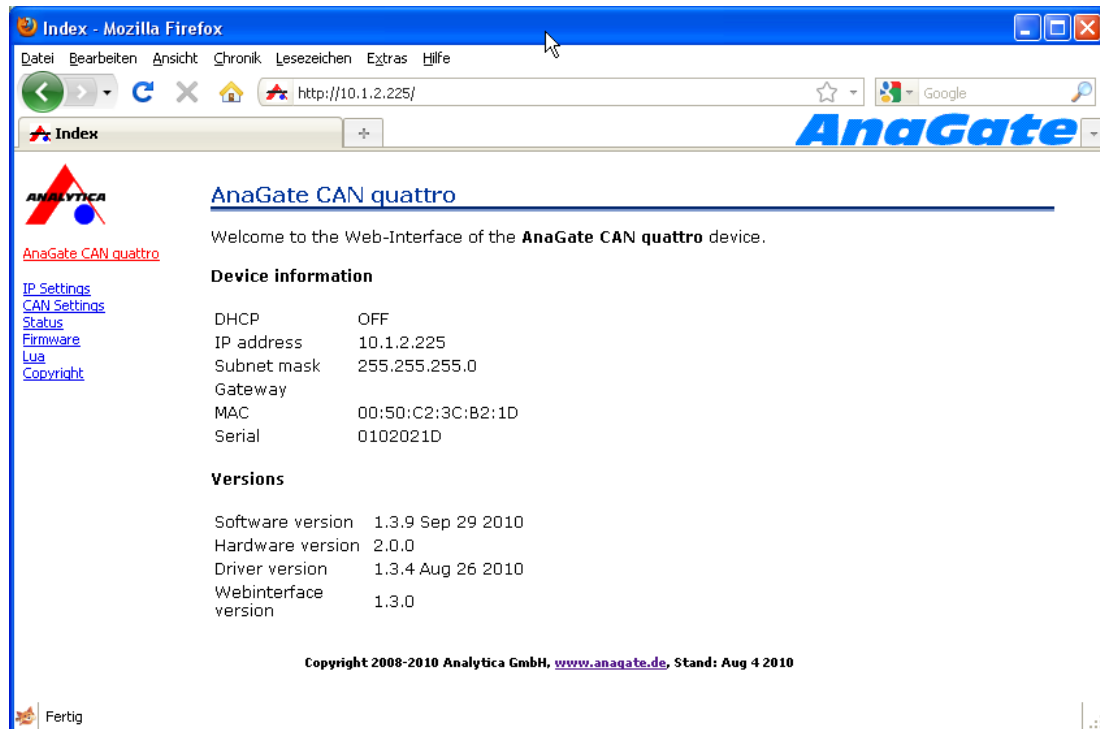 Index - Mozilla Firefox
Datei Bearbeiten Ansicht Chronik Lesezeichen Extras Hilfe
http://10.1.2.225/
Google
Index
AnaGate
ANALYTICA
AnaGate CAN quattro
IP Settings
CAN Settings
Status
Firmware
Lua
Copyright
AnaGate CAN quattro
Welcome to the Web-Interface of the AnaGate CAN quattro device.
Device information
DHCP OFF
IP address 10.1.2.225
Subnet mask 255.255.255.0
Gateway
MAC 00:50:C2:3C:B2:1D
Serial 0102021D
Versions
Software version 1.3.9 Sep 29 2010
Hardware version 2.0.0
Driver version 1.3.4 Aug 26 2010
Webinterface
version 1.3.0
Copyright 2008-2010 Analytica GmbH, www.anagate.de, Stand: Aug 4 2010
Fertig